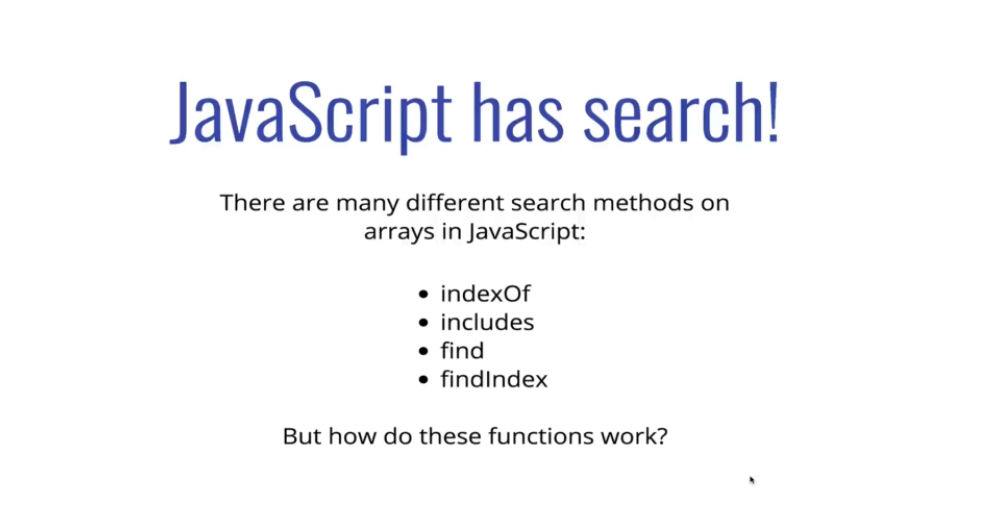 JavaScript has search!
There are many different search methods on
arrays in JavaScript:
• indexOf
• includes
• find
• findIndex
But how do these functions work?